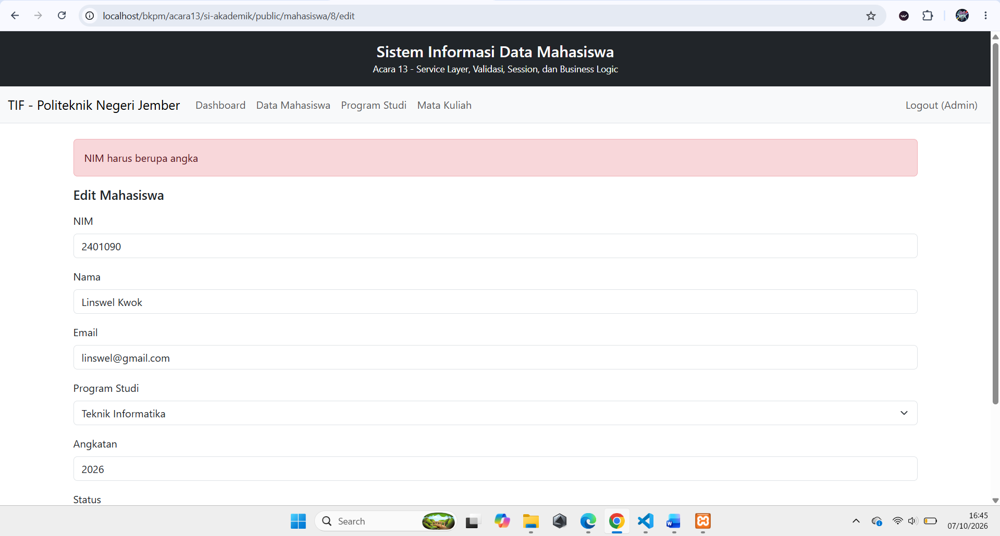 localhost/bkpm/acara13/si-akademik/public/mahasiswa/8/edit
Sistem Informasi Data Mahasiswa
Acara 13 - Service Layer, Validasi, Session, dan Business Logic
TIF - Politeknik Negeri Jember Dashboard Data Mahasiswa Program Studi Mata Kuliah Logout (Admin)
NIM harus berupa angka
Edit Mahasiswa
NIM
2401090
Nama
Linswel Kwok
Email
linswel@gmail.com
Program Studi
Teknik Informatika
Angkatan
2026
Status
Search
16:45
07/10/2026